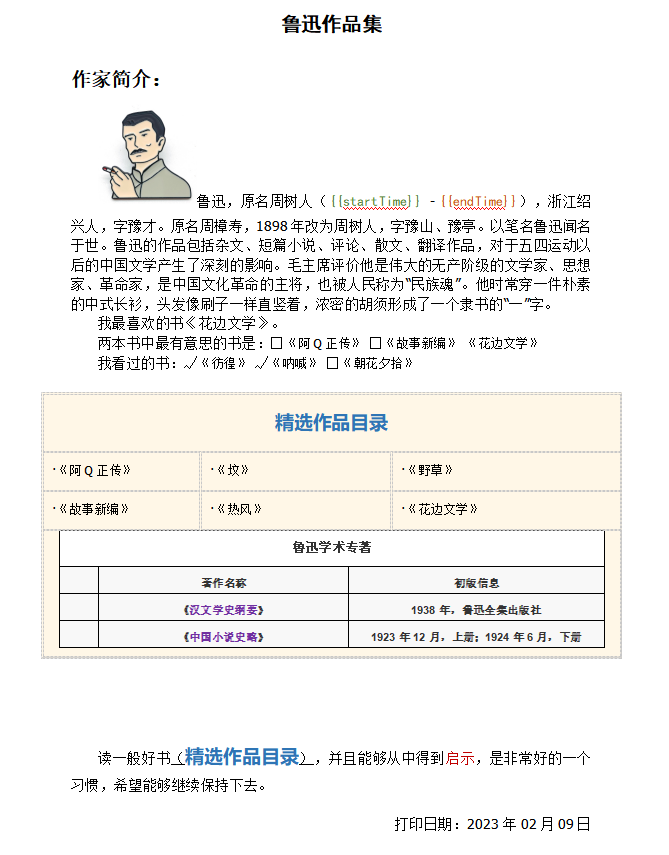 鲁迅作品集
作家简介：
鲁迅，原名周树人（{{startTime}} -{{endTime}}），浙江绍
兴人，字豫才。原名周樟寿，1898年改为周树人，字豫山、豫亭。以笔名鲁迅闻名
于世。鲁迅的作品包括杂文、短篇小说、评论、散文、翻译作品，对于五四运动以
后的中国文学产生了深刻的影响。毛主席评价他是伟大的无产阶级的文学家、思想
家、革命家，是中国文化革命的主将，也被人民称为“民族魂”。他时常穿一件朴素
的中式长衫，头发像刷子一样直竖着，浓密的胡须形成了一个隶书的“一”字。
我最喜欢的书《花边文学》。
两本书中最有意思的书是：☐《阿Q正传》 ☐《故事新编》 《花边文学》
我看过的书：✓《彷徨》 ✓《呐喊》 ☐《朝花夕拾》
精选作品目录
·《阿Q正传》 ·《坟》 ·《野草》
·《故事新编》 ·《热风》 ·《花边文学》
鲁迅学术专著
著作名称 初版信息
《汉文学史纲要》 1938年，鲁迅全集出版社
《中国小说史略》 1923年12月，上册；1924年6月，下册
读一般好书（精选作品目录），并且能够从中得到启示，是非常好的一个
习惯，希望能够继续保持下去。
打印日期：2023年02月09日